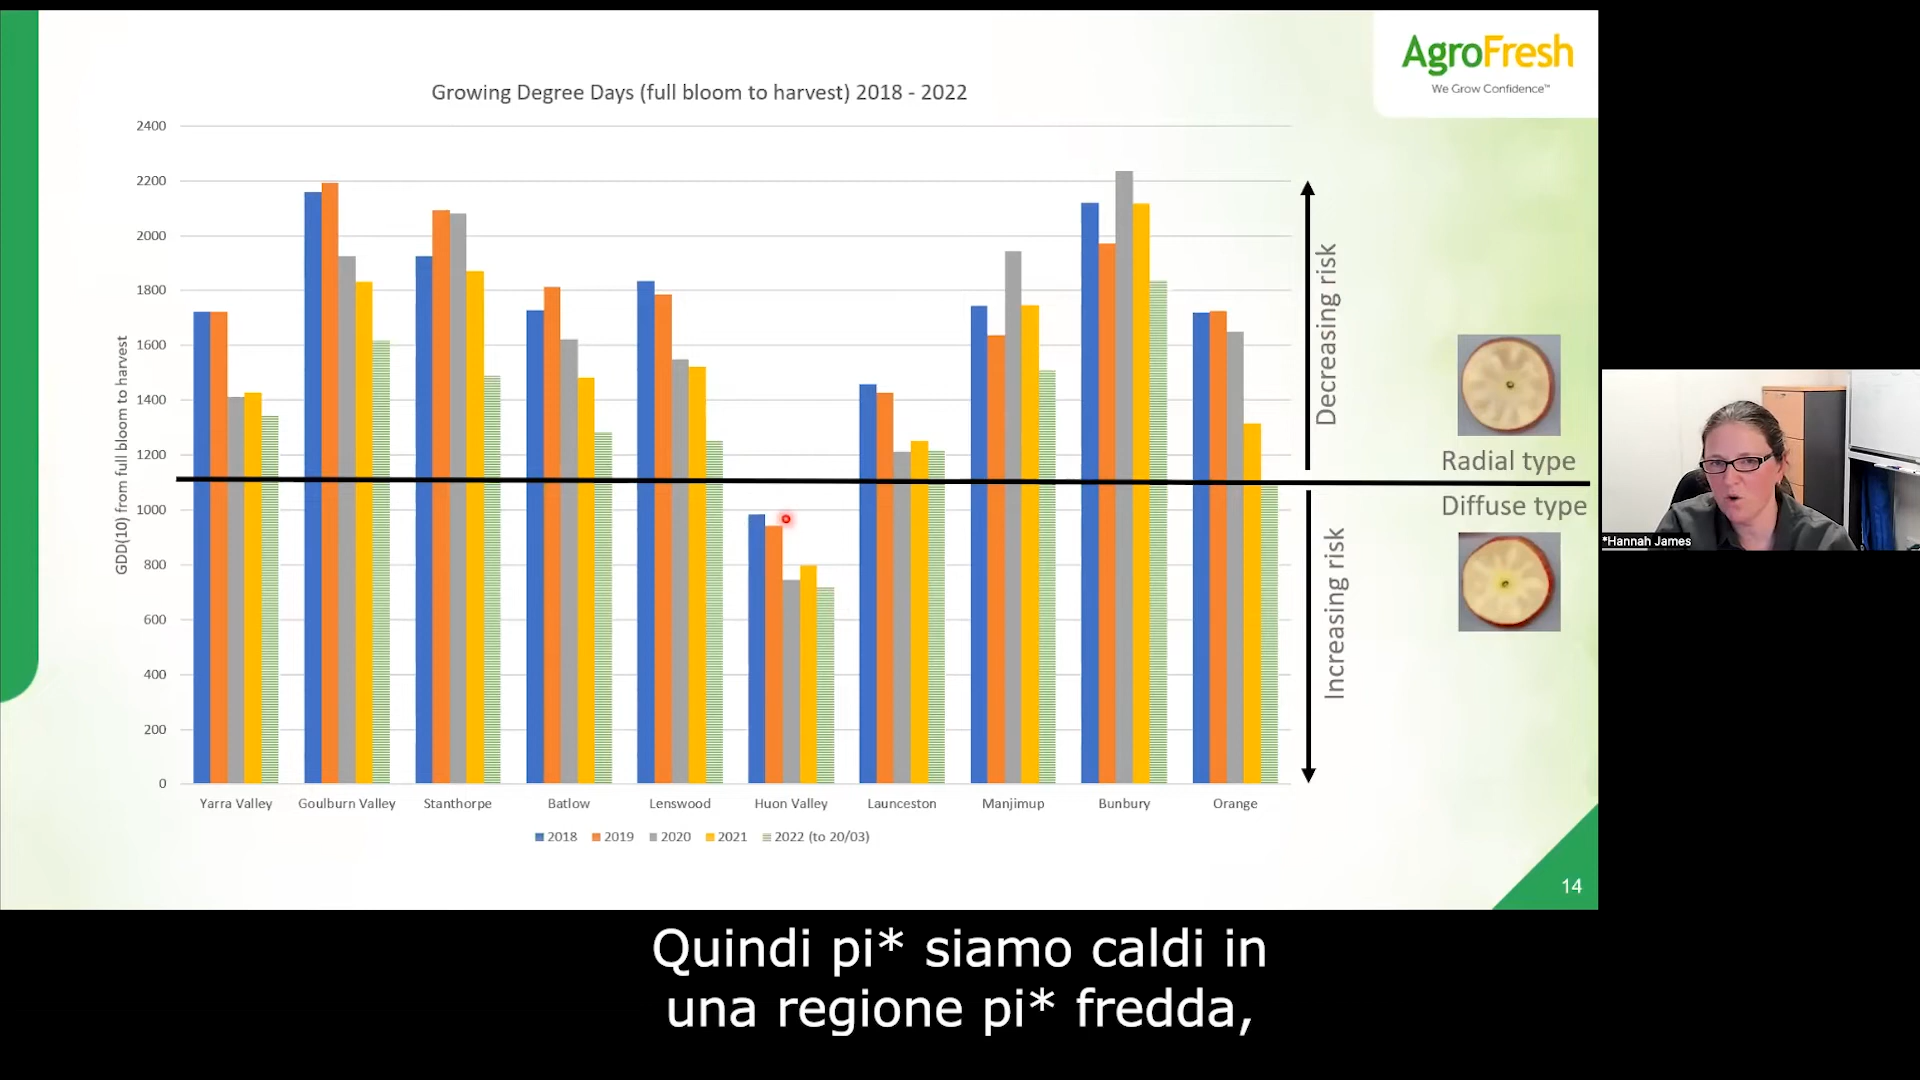 AgroFresh
We Grow Confidence™
Growing Degree Days (full bloom to harvest) 2018 - 2022
GDD(10) from full bloom to harvest
2400
2200
2000
1800
1600
1400
1200
1000
800
600
400
200
0
Yarra Valley
Goulburn Valley
Stanthorpe
Batlow
Lenswood
Huon Valley
Launceston
Manjimup
Bunbury
Orange
2018
2019
2020
2021
2022 (to 20/03)
Decreasing risk
Increasing risk
Radial type
Diffuse type
14
*Hannah James
Quindi pi* siamo caldi in
una regione pi* fredda,